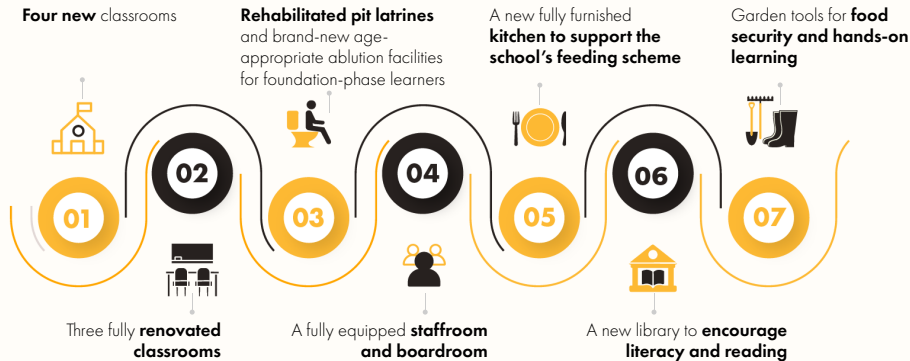 Four new classrooms
Rehabilitated pit latrines
and brand-new age-
appropriate ablution facilities
for foundation-phase learners
A new fully furnished
kitchen to support the
school's feeding scheme
Garden tools for food
security and hands-on
learning
01
02
03
04
05
06
07
Three fully renovated
classrooms
A fully equipped staffroom
and boardroom
A new library to encourage
literacy and reading